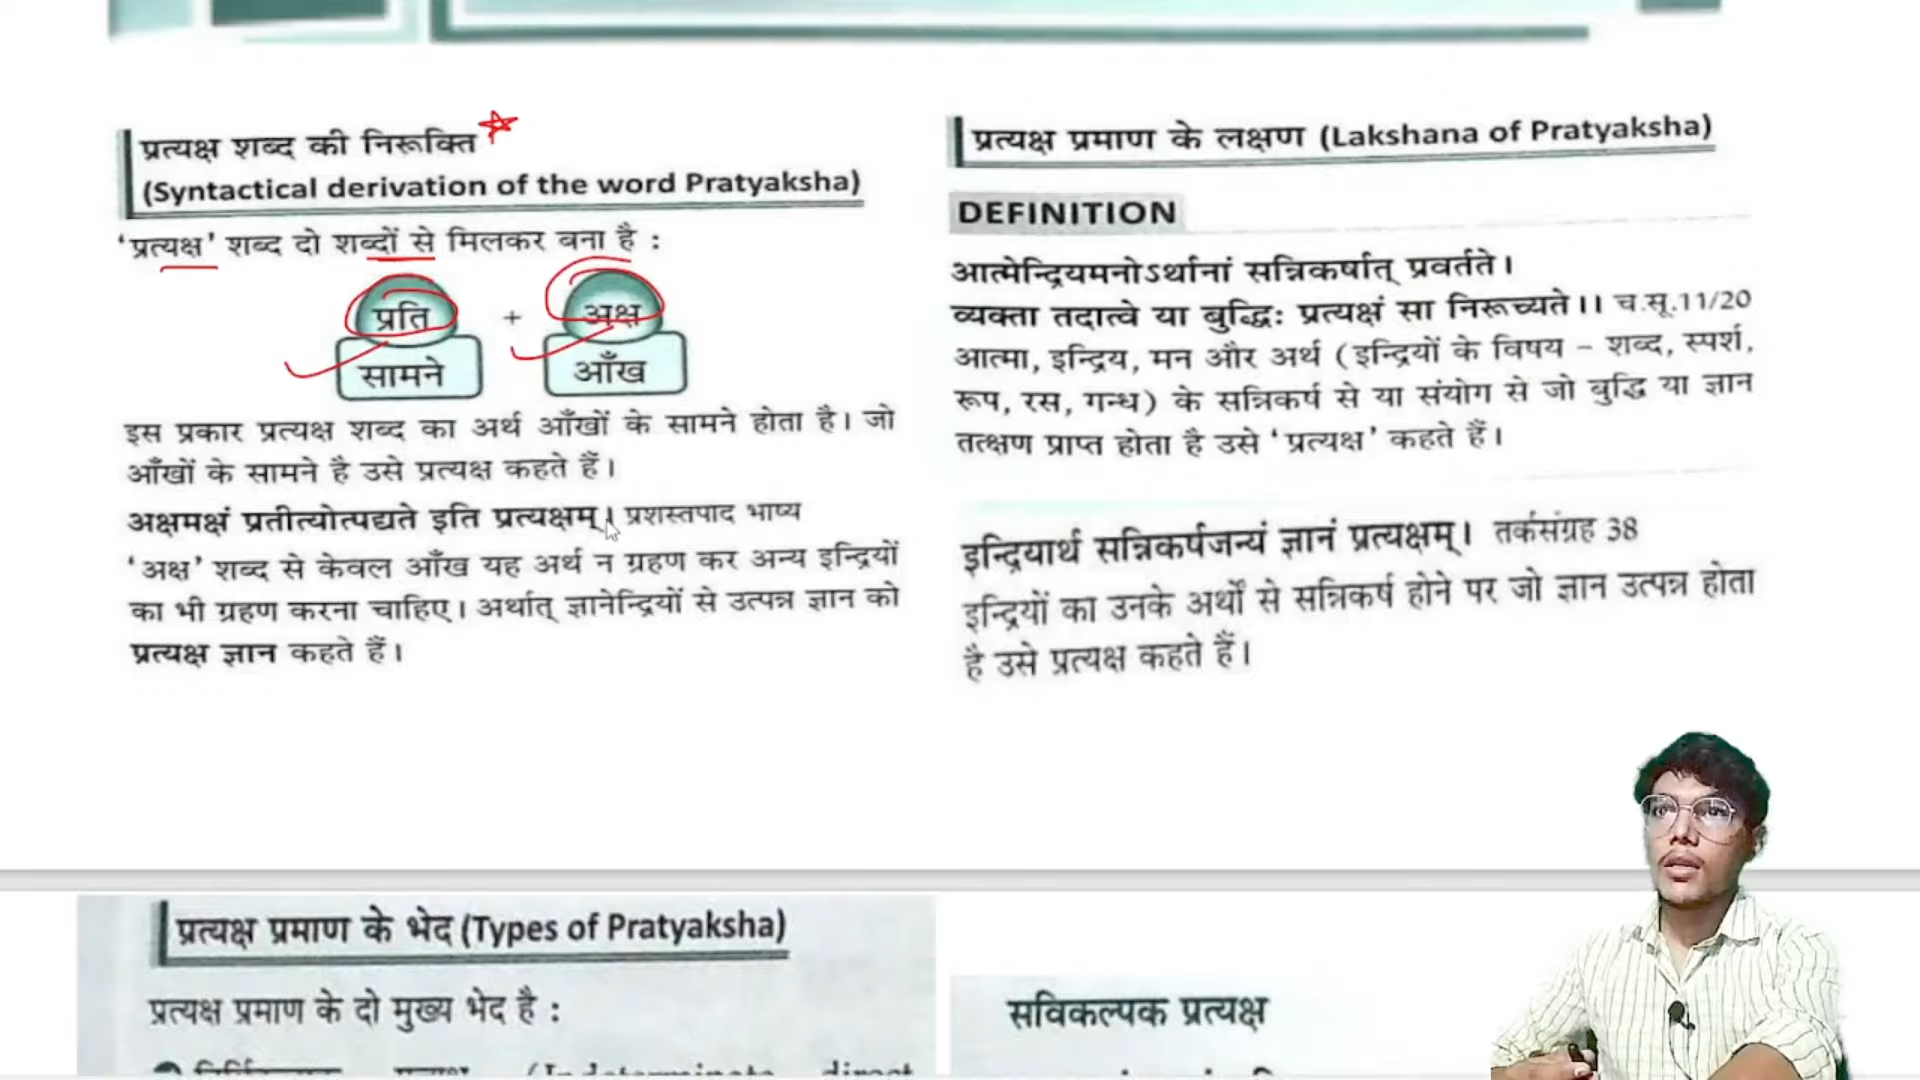 प्रत्यक्ष शब्द की निरूक्ति
(Syntactical derivation of the word Pratyaksha)
‘प्रत्यक्ष’ शब्द दो शब्दों से मिलकर बना है :
प्रति + अक्ष
सामने आँख
इस प्रकार प्रत्यक्ष शब्द का अर्थ आँखों के सामने होता है। जो
आँखों के सामने है उसे प्रत्यक्ष कहते हैं।
अक्षमक्षं प्रतीत्योत्पद्यते इति प्रत्यक्षम्। प्रशस्तपाद भाष्य
‘अक्ष’ शब्द से केवल आँख यह अर्थ न ग्रहण कर अन्य इन्द्रियों
का भी ग्रहण करना चाहिए। अर्थात् ज्ञानेन्द्रियों से उत्पन्न ज्ञान को
प्रत्यक्ष ज्ञान कहते हैं।
प्रत्यक्ष प्रमाण के लक्षण (Lakshana of Pratyaksha)
DEFINITION
आत्मेन्द्रियमनोऽर्थानां सन्निकर्षात् प्रवर्तते।
व्यक्ता तदात्वे या बुद्धिः प्रत्यक्षं सा निरूच्यते।। च.सू.11/20
आत्मा, इन्द्रिय, मन और अर्थ (इन्द्रियों के विषय – शब्द, स्पर्श,
रूप, रस, गन्ध) के सन्निकर्ष से या संयोग से जो बुद्धि या ज्ञान
तत्क्षण प्राप्त होता है उसे ‘प्रत्यक्ष’ कहते हैं।
इन्द्रियार्थ सन्निकर्षजन्यं ज्ञानं प्रत्यक्षम्। तर्कसंग्रह 38
इन्द्रियों का उनके अर्थों से सन्निकर्ष होने पर जो ज्ञान उत्पन्न होता
है उसे प्रत्यक्ष कहते हैं।
प्रत्यक्ष प्रमाण के भेद (Types of Pratyaksha)
प्रत्यक्ष प्रमाण के दो मुख्य भेद है :
सविकल्पक प्रत्यक्ष